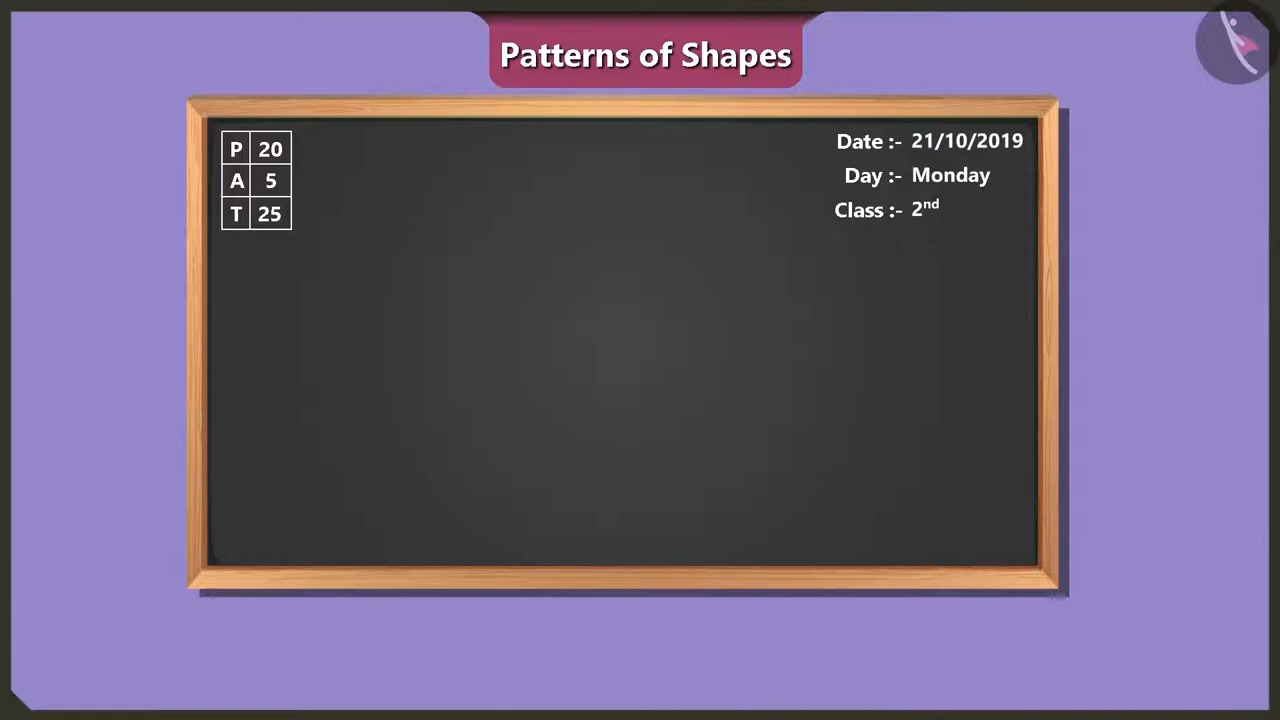 Patterns of Shapes
P 20
A 5
T 25
Date :- 21/10/2019
Day :- Monday
Class :- 2nd